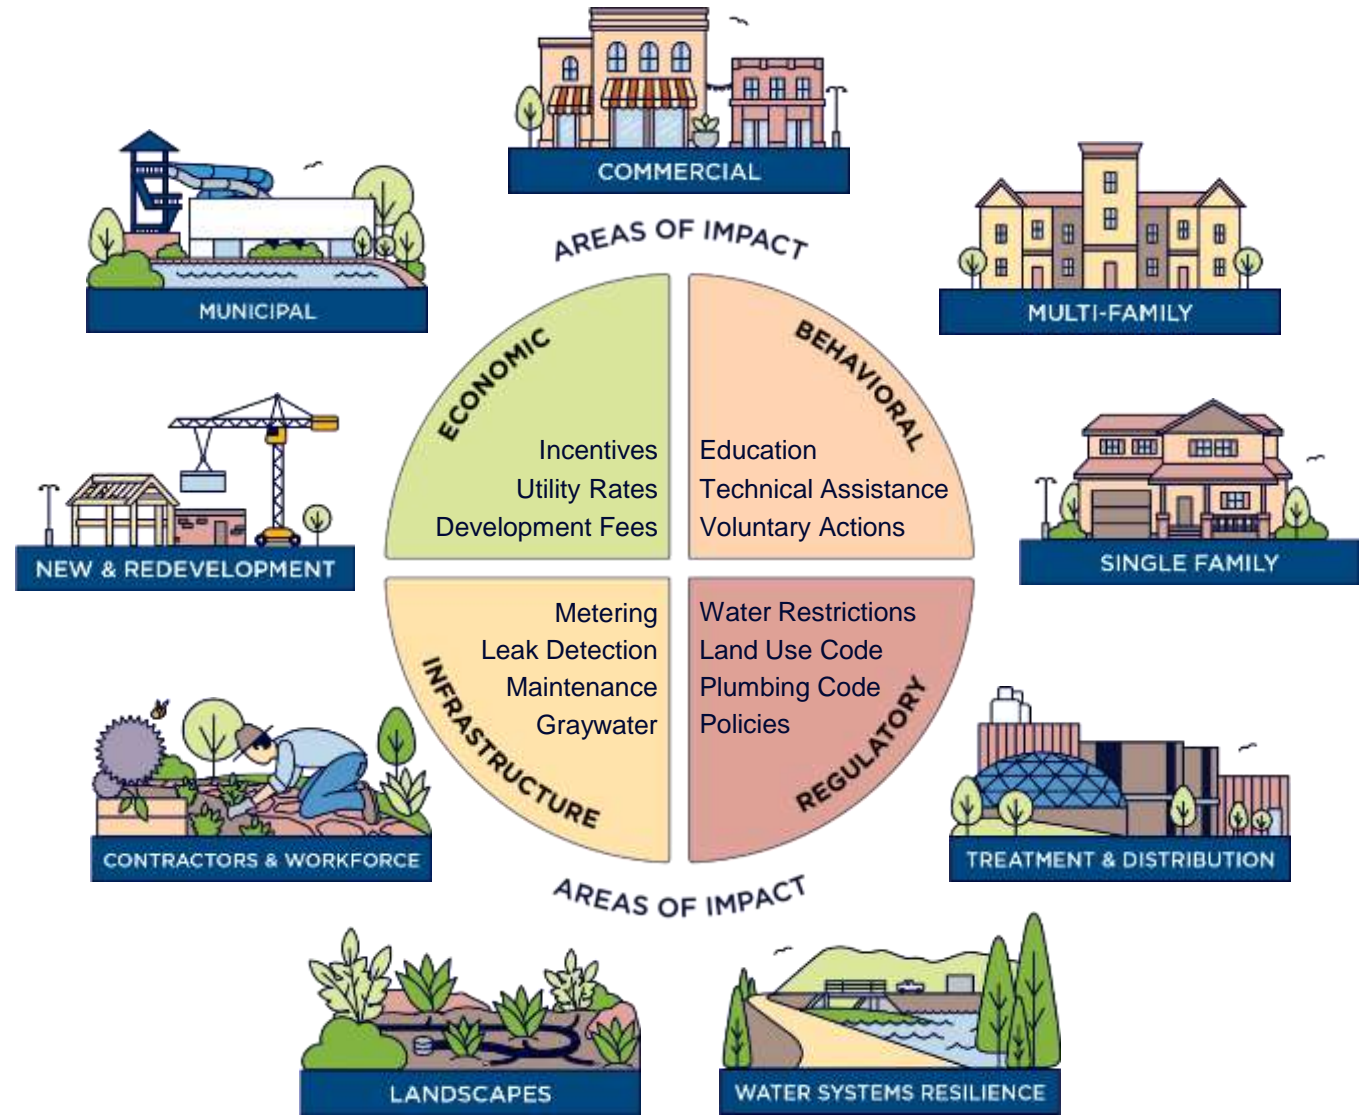 COMMERCIAL
MUNICIPAL
MULTI-FAMILY
AREAS OF IMPACT
ECONOMIC
Incentives
Utility Rates
Development Fees
BEHAVIORAL
Education
Technical Assistance
Voluntary Actions
NEW & REDEVELOPMENT
SINGLE FAMILY
INFRASTRUCTURE
Metering
Leak Detection
Maintenance
Graywater
REGULATORY
Water Restrictions
Land Use Code
Plumbing Code
Policies
CONTRACTORS & WORKFORCE
TREATMENT & DISTRIBUTION
AREAS OF IMPACT
LANDSCAPES
WATER SYSTEMS RESILIENCE